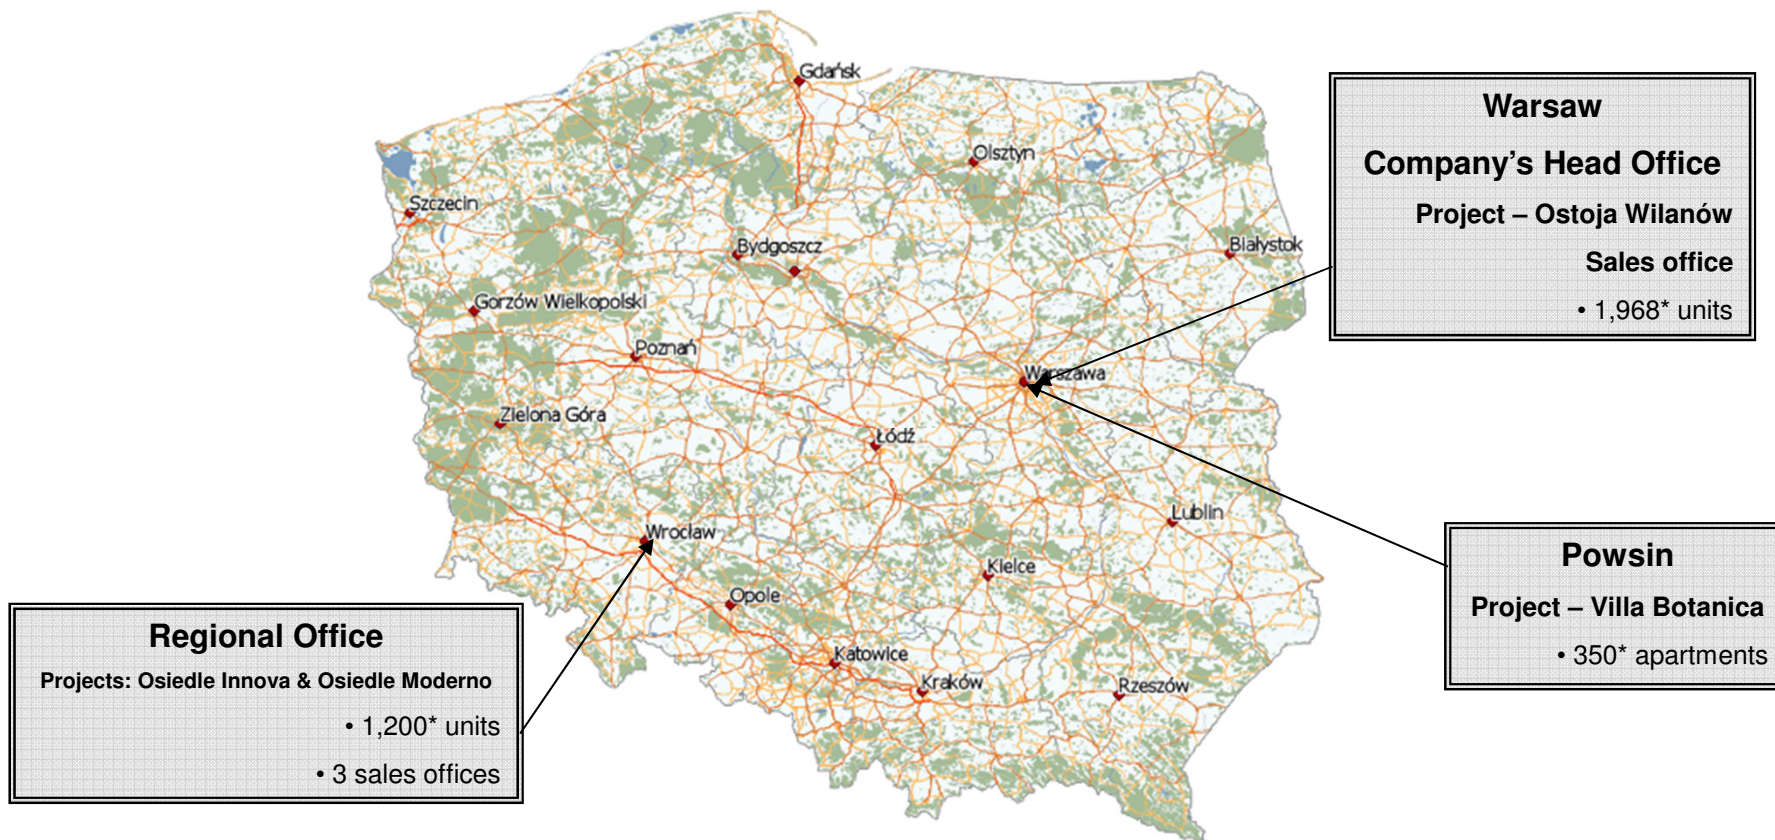 Gdańsk
Olsztyn
Szczecin
Bydgoszcz
Białystok
Gorzów Wielkopolski
Poznań
Warszawa
Zielona Góra
Łódź
Wrocław
Lublin
Kielce
Opole
Katowice
Kraków
Rzeszów
Warsaw
Company’s Head Office
Project – Ostoja Wilanów
Sales office
• 1,968* units
Powsin
Project – Villa Botanica
• 350* apartments
Regional Office
Projects: Osiedle Innova & Osiedle Moderno
• 1,200* units
• 3 sales offices